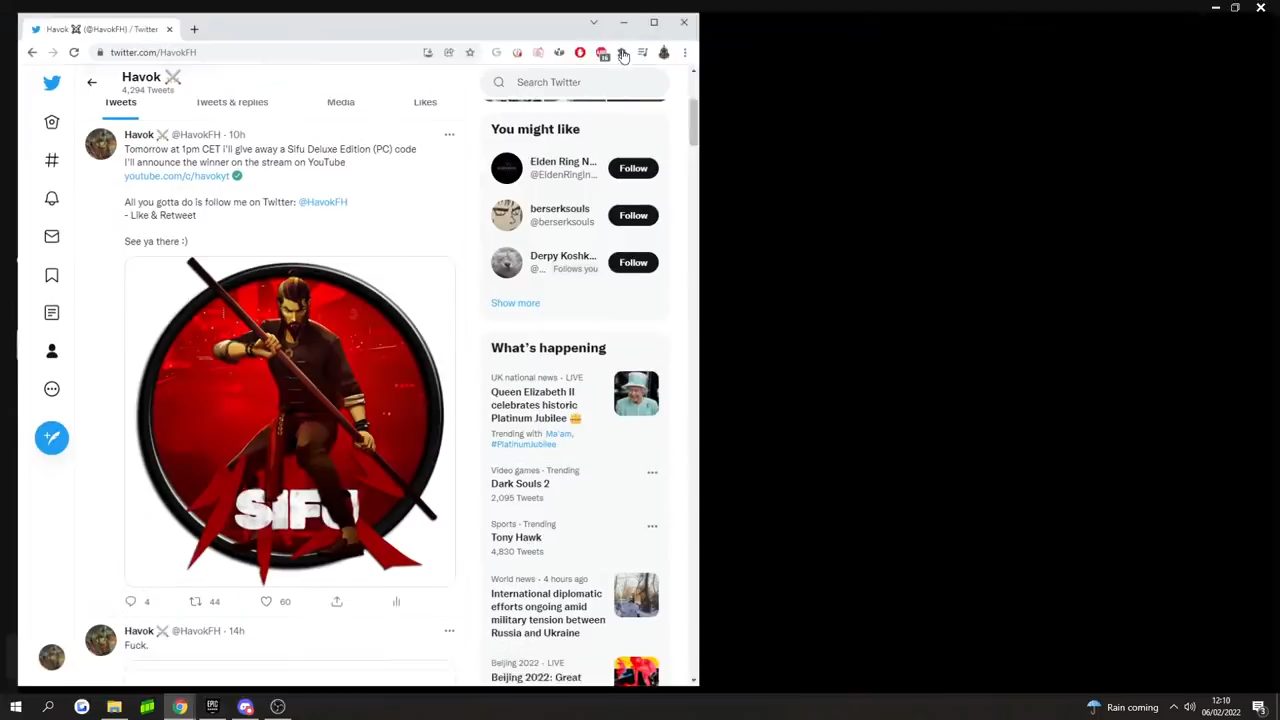 Havok ⚔ (@HavokFH) / Twitter
twitter.com/HavokFH
16
Havok ⚔
4,294 Tweets
Search Twitter
Tweets
Tweets & replies
Media
Likes
Havok ⚔ @HavokFH · 10h
Tomorrow at 1pm CET i'll give away a Sifu Deluxe Edition (PC) code
I'll announce the winner on the stream on YouTube
youtube.com/c/havokyt
All you gotta do is follow me on Twitter: @HavokFH
- Like & Retweet
See ya there :)
SIFU
4
44
60
Havok ⚔ @HavokFH · 14h
Fuck.
You might like
Elden Ring N...
@EldenRingIn...
Follow
berserksouls
@berserksouls
Follow
Derpy Koshk...
@... Follows you
Follow
Show more
What's happening
UK national news · LIVE
Queen Elizabeth II
celebrates historic
Platinum Jubilee
Trending with Ma'am,
#PlatinumJubilee
Video games · Trending
Dark Souls 2
2,095 Tweets
Sports · Trending
Tony Hawk
4,830 Tweets
World news · 4 hours ago
International diplomatic
efforts ongoing amid
military tension between
Russia and Ukraine
Beijing 2022 · LIVE
Beijing 2022: Great
EPIC
Rain coming
12:10
06/02/2022